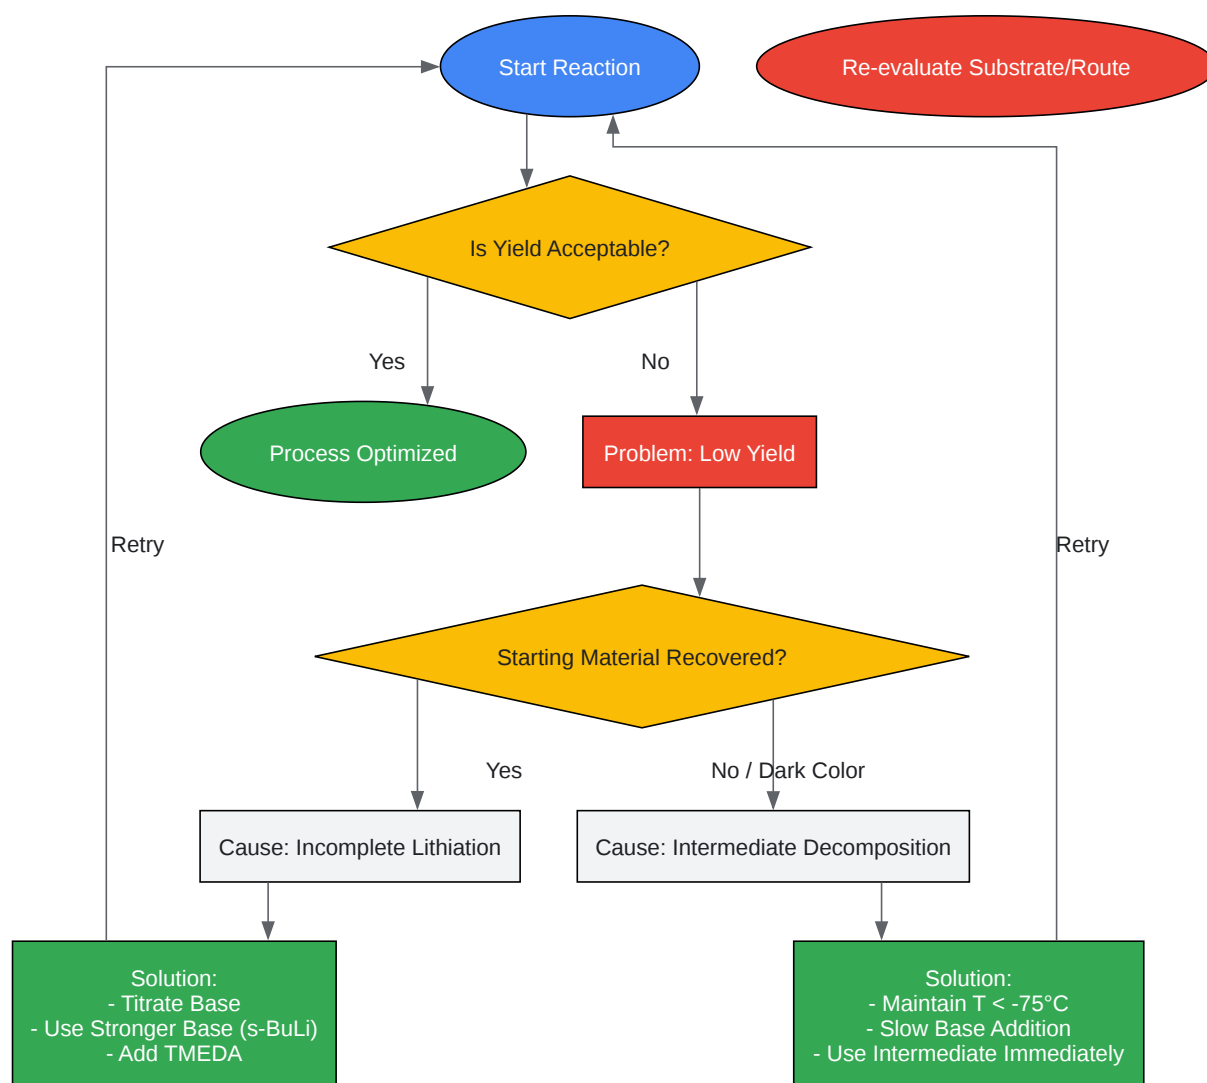 Start Reaction
Re-evaluate Substrate/Route
Is Yield Acceptable?
Yes
No
Process Optimized
Problem: Low Yield
Retry
Retry
Starting Material Recovered?
Yes
No / Dark Color
Cause: Incomplete Lithiation
Cause: Intermediate Decomposition
Solution:
- Titrate Base
- Use Stronger Base (s-BuLi)
- Add TMEDA
Solution:
- Maintain T < -75°C
- Slow Base Addition
- Use Intermediate Immediately